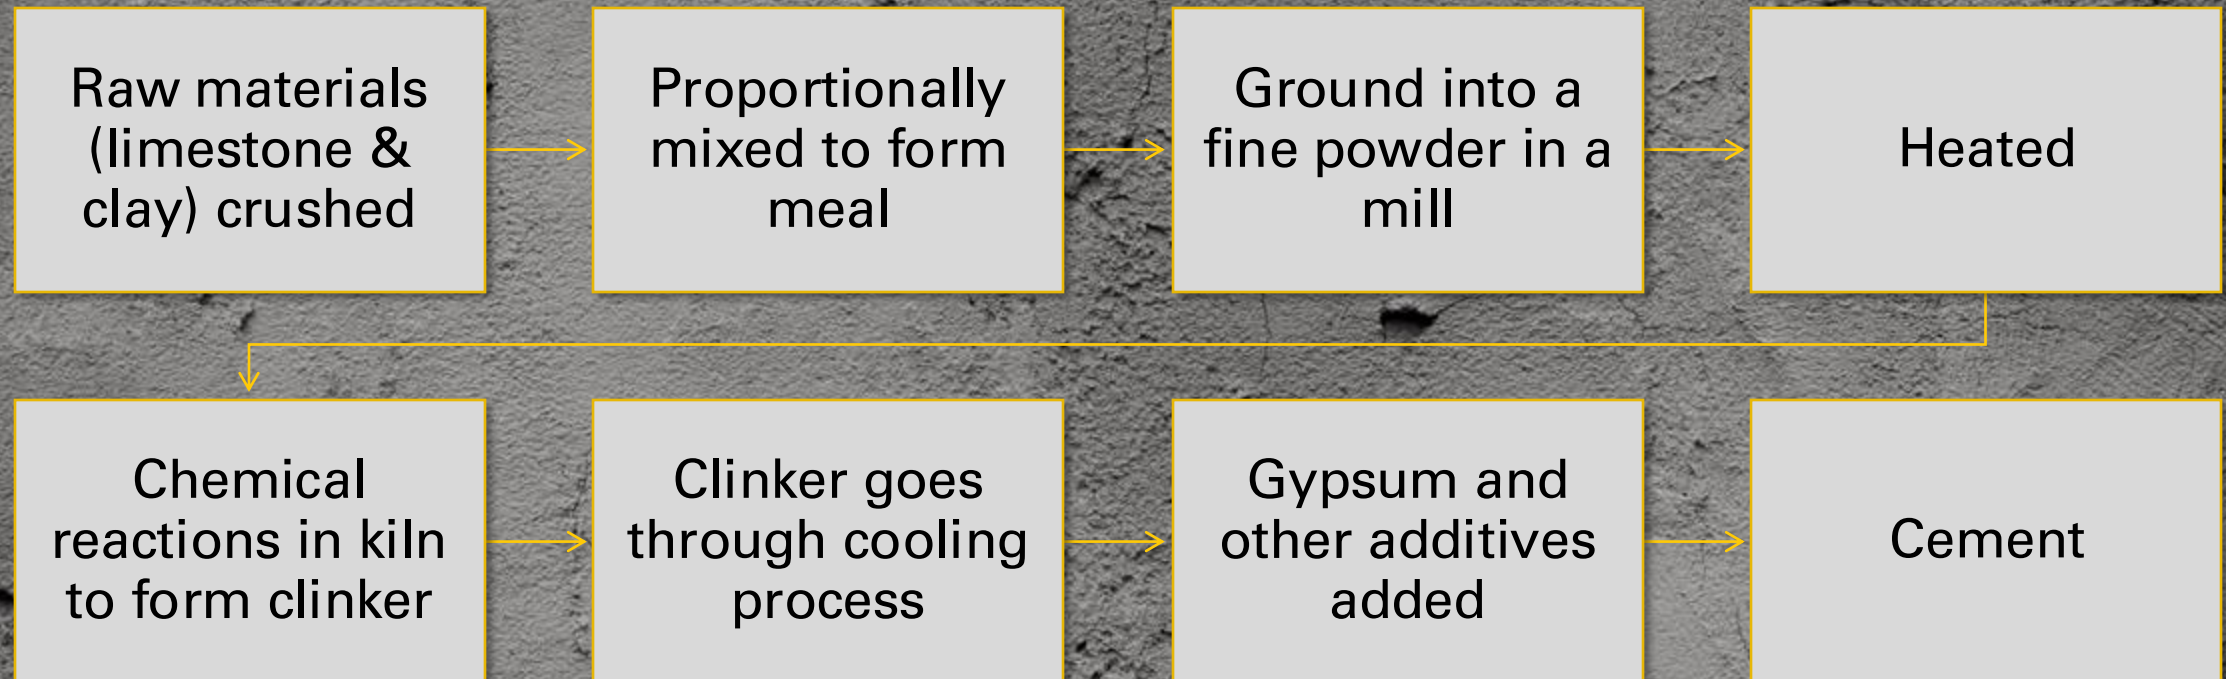 Raw materials
(limestone &
clay) crushed
Proportionally
mixed to form
meal
Ground into a
fine powder in a
mill
Heated
Chemical
reactions in kiln
to form clinker
Clinker goes
through cooling
process
Gypsum and
other additives
added
Cement